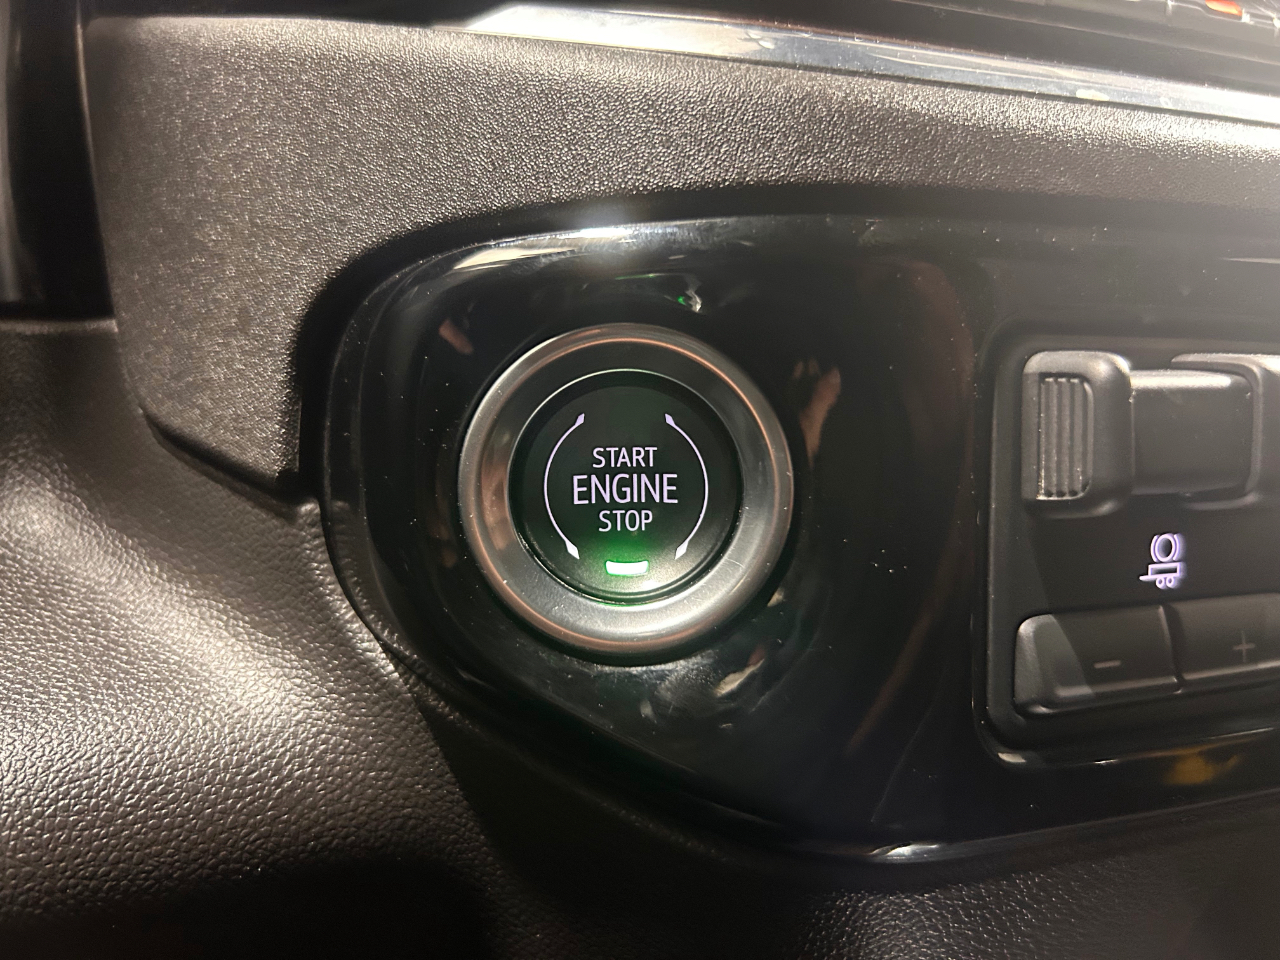 START
ENGINE
STOP
- +